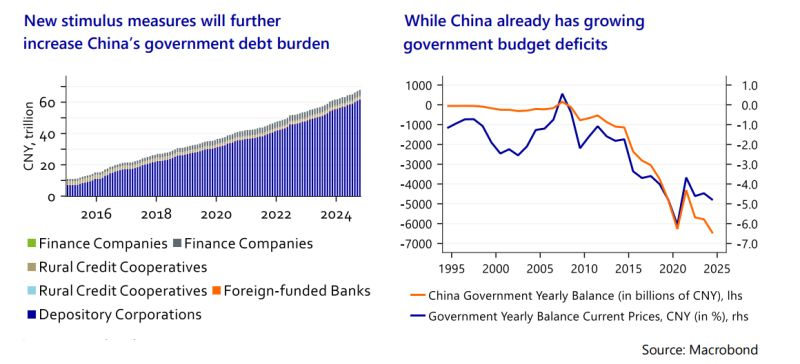 New stimulus measures will further
increase China's government debt burden
While China already has growing
government budget deficits
CNY, trillion
60
40
20
0
2016
2018
2020
2022
2024
Finance Companies
Finance Companies
Rural Credit Cooperatives
Rural Credit Cooperatives
Foreign-funded Banks
Depository Corporations
1000
0
-1000
-2000
-3000
-4000
-5000
-6000
-7000
1.0
0.0
-1.0
-2.0
-3.0
-4.0
-5.0
-6.0
-7.0
1995
2000
2005
2010
2015
2020
2025
China Government Yearly Balance (in billions of CNY), lhs
Government Yearly Balance Current Prices, CNY (in %), rhs
Source: Macrobond